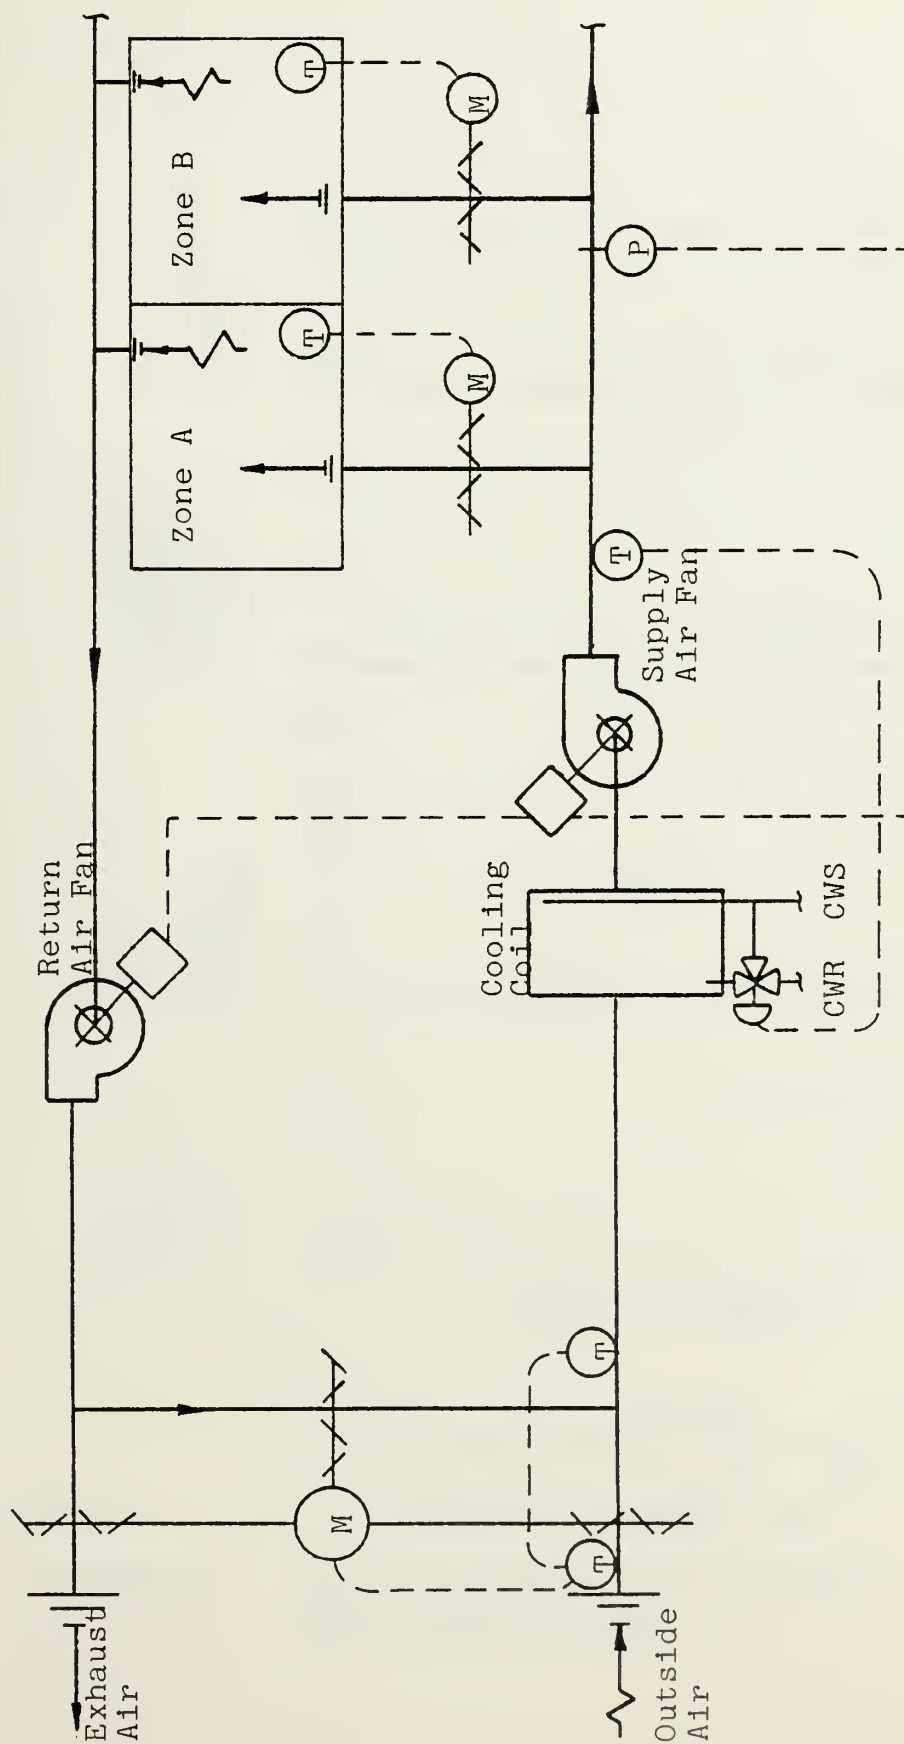 Exhaust
Air
Return
Air Fan
Zone A
Zone B
T
T
M
M
M
T
T
Outside
Air
Cooling
Coil
CWR
CWS
Supply
Air Fan
T
P